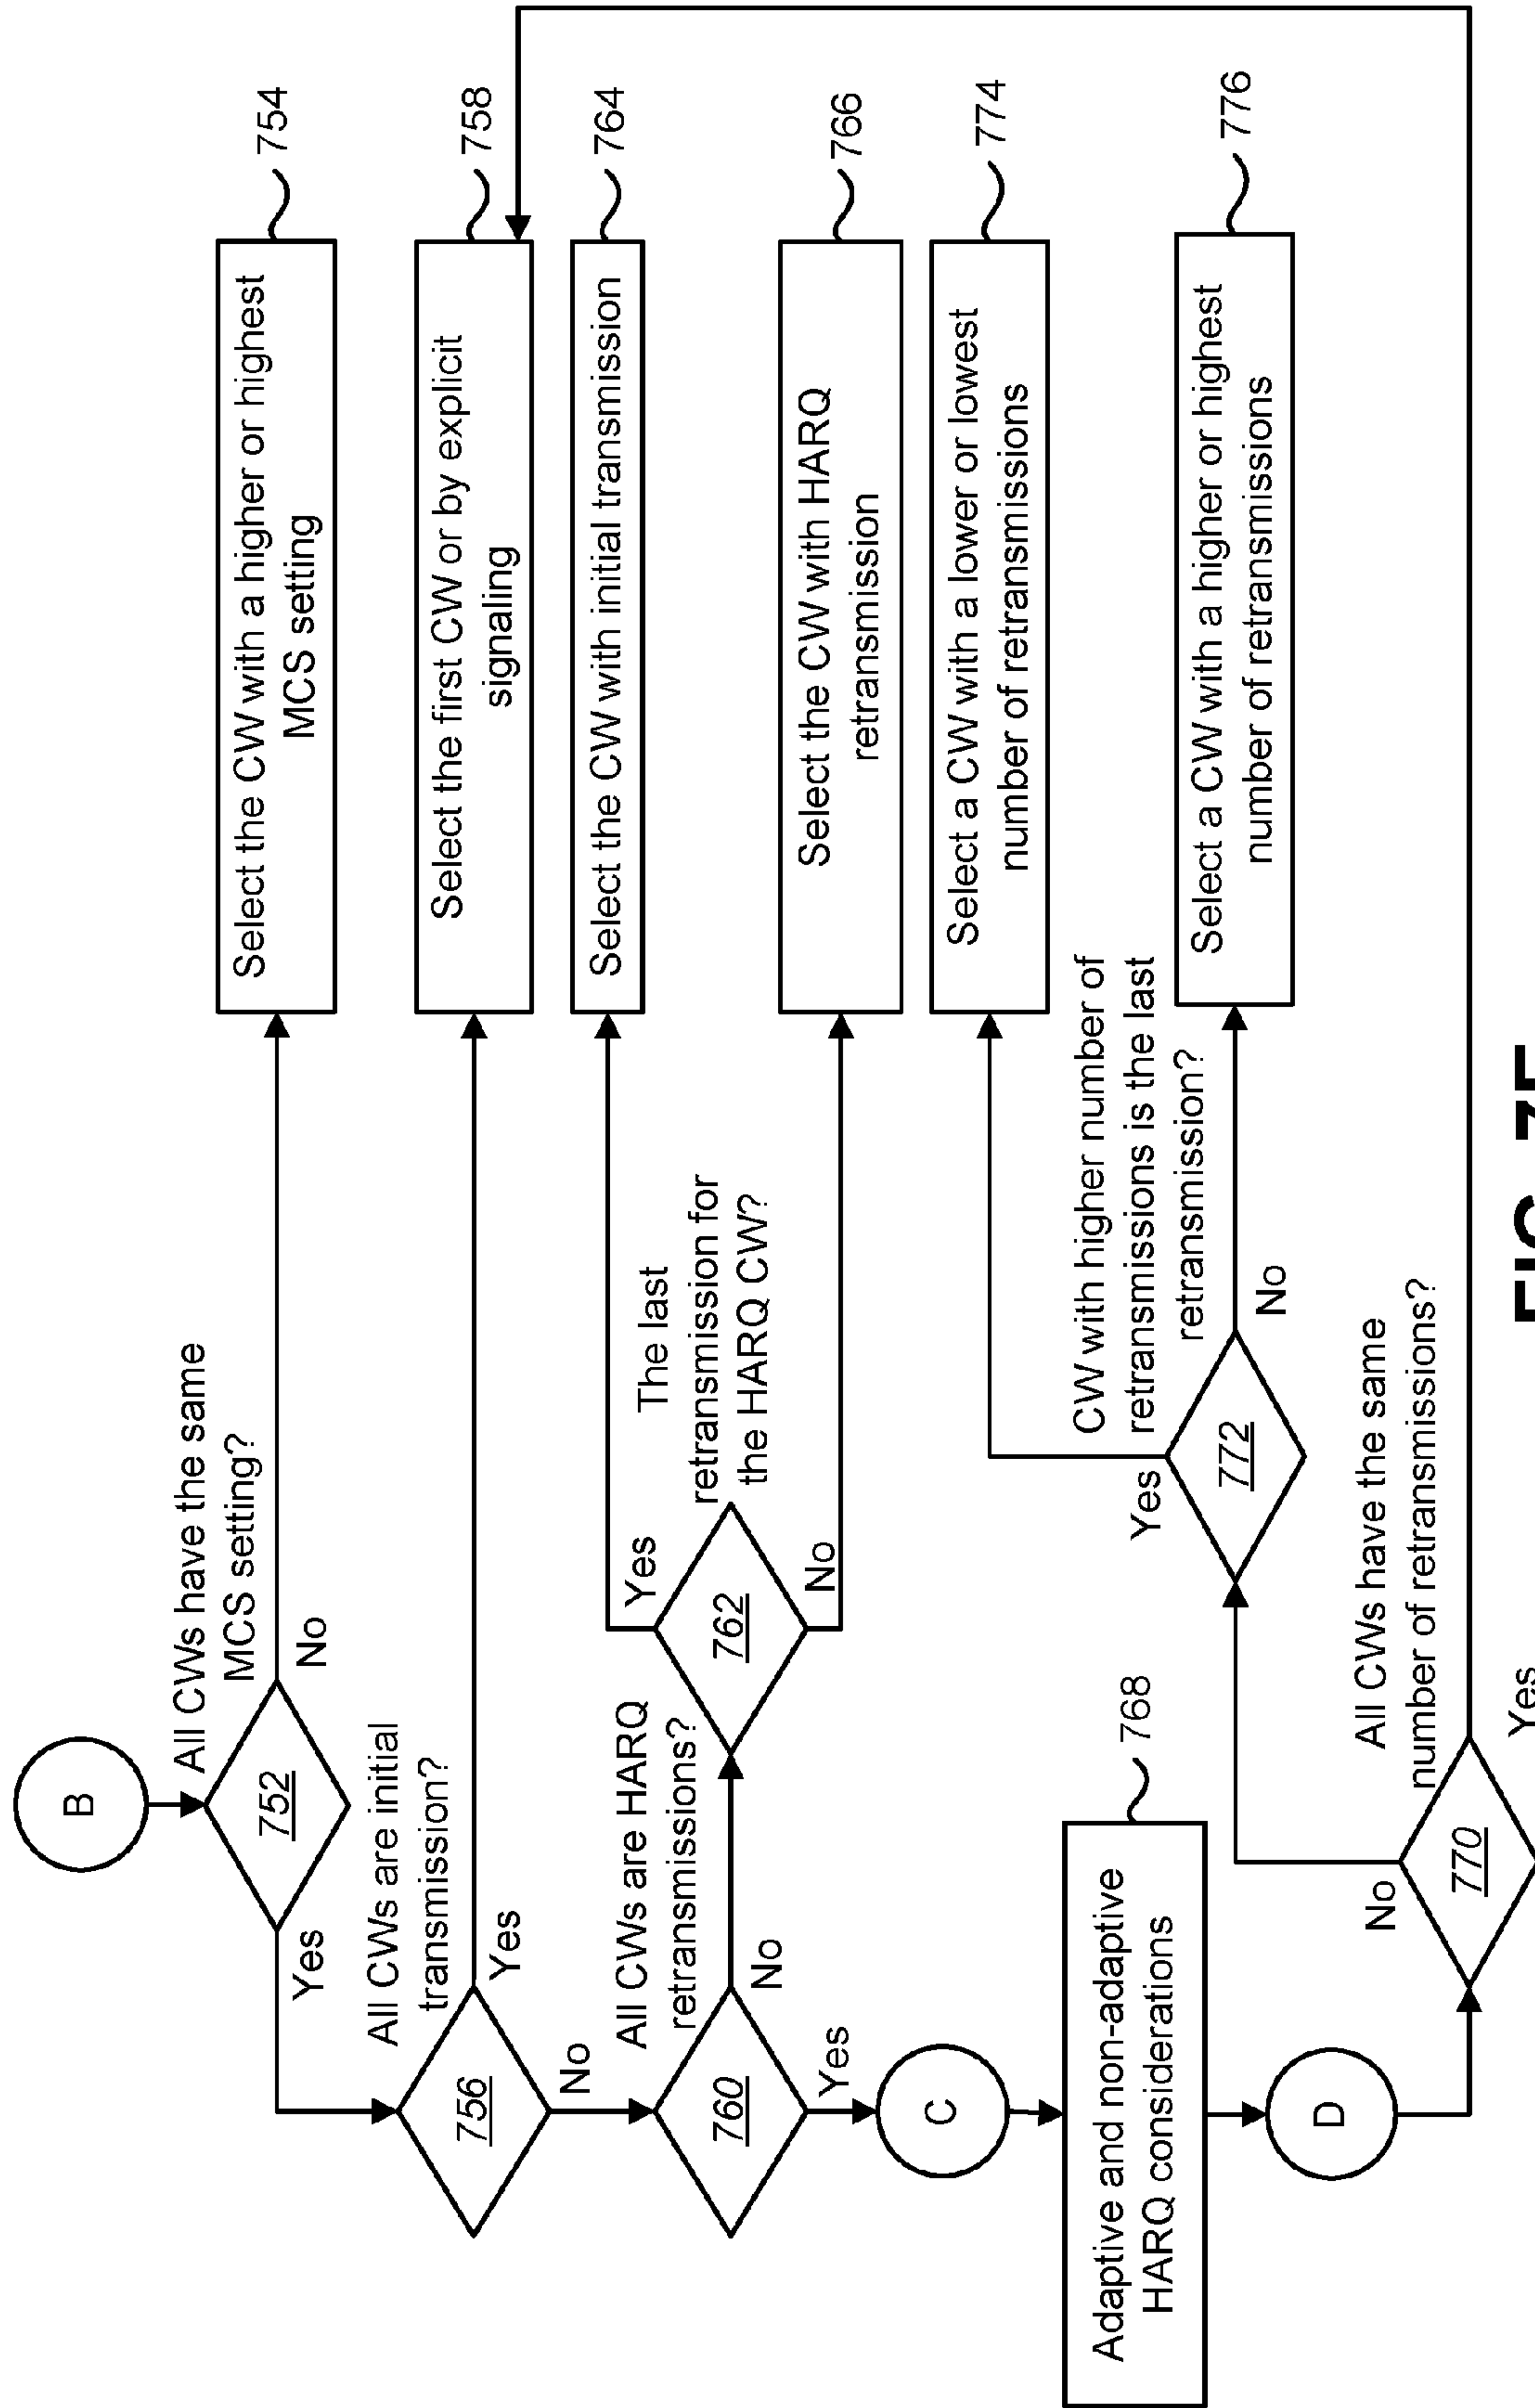 B
All CWs have the same
MCS setting?
752
Yes
No
Select the CW with a higher or highest
MCS setting
754
All CWs are initial
transmission?
756
Yes
No
Select the first CW or by explicit
signaling
758
All CWs are HARQ
retransmissions?
760
No
Yes
The last
retransmission for
the HARQ CW?
762
Yes
No
Select the CW with initial transmission
764
Select the CW with HARQ
retransmission
766
C
Adaptive and non-adaptive
HARQ considerations
768
D
All CWs have the same
number of retransmissions?
770
No
Yes
CW with higher number of
retransmissions is the last
retransmission?
772
Yes
No
Select a CW with a lower or lowest
number of retransmissions
774
Select a CW with a higher or highest
number of retransmissions
776